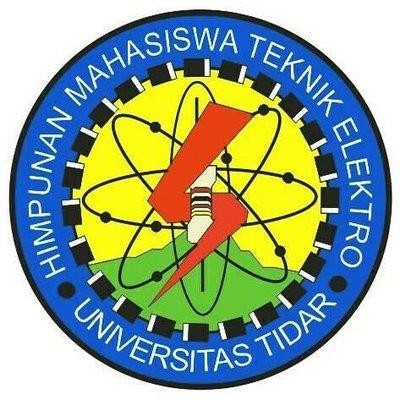 HIMPUNAN MAHASISWA TEKNIK ELEKTRO
UNIVERSITAS TIDAR